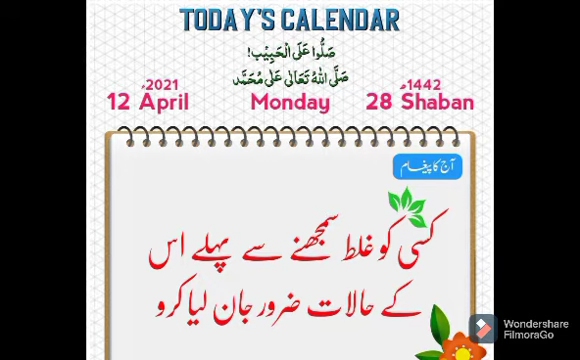 TODAY'S CALENDAR
صَلُّوا عَلَى الْحَبِيْب!
صَلَّى اللّٰهُ تَعَالٰى عَلٰى مُحَمَّد
2021ء 1442ھ
12 April Monday 28 Shaban
آج کا پیغام
کسی کو غلط سمجھنے سے پہلے اس
کے حالات ضرور جان لیا کرو
Wondershare
FilmoraGo